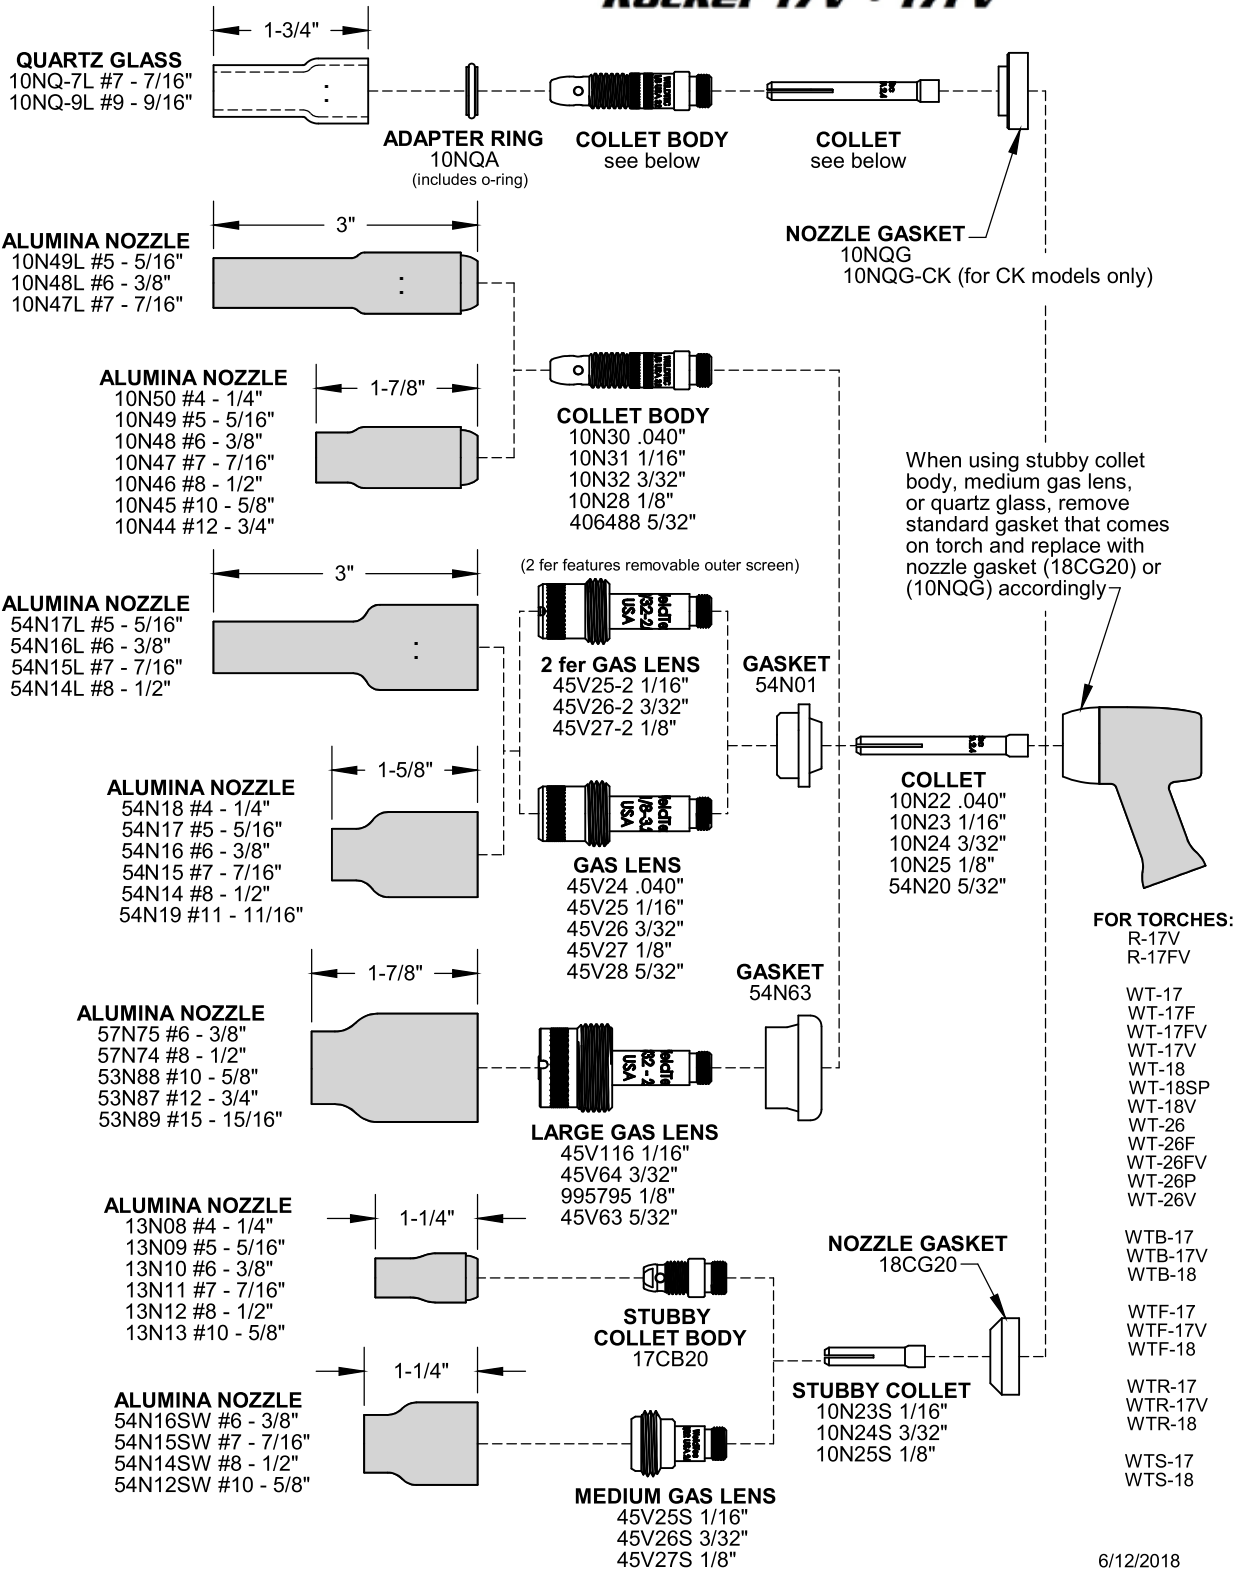 Rocket 17V • 17FV
1-3/4"
QUARTZ GLASS
10NQ-7L #7 - 7/16"
10NQ-9L #9 - 9/16"
ADAPTER RING
10NQA
(includes o-ring)
COLLET BODY
see below
COLLET
see below
NOZZLE GASKET
10NQG
10NQG-CK (for CK models only)
3"
ALUMINA NOZZLE
10N49L #5 - 5/16"
10N48L #6 - 3/8"
10N47L #7 - 7/16"
1-7/8"
ALUMINA NOZZLE
10N50 #4 - 1/4"
10N49 #5 - 5/16"
10N48 #6 - 3/8"
10N47 #7 - 7/16"
10N46 #8 - 1/2"
10N45 #10 - 5/8"
10N44 #12 - 3/4"
COLLET BODY
10N30 .040"
10N31 1/16"
10N32 3/32"
10N28 1/8"
406488 5/32"
When using stubby collet
body, medium gas lens,
or quartz glass, remove
standard gasket that comes
on torch and replace with
nozzle gasket (18CG20) or
(10NQG) accordingly
3"
ALUMINA NOZZLE
54N17L #5 - 5/16"
54N16L #6 - 3/8"
54N15L #7 - 7/16"
54N14L #8 - 1/2"
(2 fer features removable outer screen)
USA
2 fer GAS LENS
45V25-2 1/16"
45V26-2 3/32"
45V27-2 1/8"
GASKET
54N01
1-5/8"
ALUMINA NOZZLE
54N18 #4 - 1/4"
54N17 #5 - 5/16"
54N16 #6 - 3/8"
54N15 #7 - 7/16"
54N14 #8 - 1/2"
54N19 #11 - 11/16"
USA
GAS LENS
45V24 .040"
45V25 1/16"
45V26 3/32"
45V27 1/8"
45V28 5/32"
COLLET
10N22 .040"
10N23 1/16"
10N24 3/32"
10N25 1/8"
54N20 5/32"
1-7/8"
ALUMINA NOZZLE
57N75 #6 - 3/8"
57N74 #8 - 1/2"
53N88 #10 - 5/8"
53N87 #12 - 3/4"
53N89 #15 - 15/16"
USA
LARGE GAS LENS
45V116 1/16"
45V64 3/32"
995795 1/8"
45V63 5/32"
GASKET
54N63
FOR TORCHES:
R-17V
R-17FV
WT-17
WT-17F
WT-17FV
WT-17V
WT-18
WT-18SP
WT-18V
WT-26
WT-26F
WT-26FV
WT-26P
WT-26V
WTB-17
WTB-17V
WTB-18
WTF-17
WTF-17V
WTF-18
WTR-17
WTR-17V
WTR-18
WTS-17
WTS-18
ALUMINA NOZZLE
13N08 #4 - 1/4"
13N09 #5 - 5/16"
13N10 #6 - 3/8"
13N11 #7 - 7/16"
13N12 #8 - 1/2"
13N13 #10 - 5/8"
1-1/4"
STUBBY
COLLET BODY
17CB20
NOZZLE GASKET
18CG20
1-1/4"
ALUMINA NOZZLE
54N16SW #6 - 3/8"
54N15SW #7 - 7/16"
54N14SW #8 - 1/2"
54N12SW #10 - 5/8"
STUBBY COLLET
10N23S 1/16"
10N24S 3/32"
10N25S 1/8"
MEDIUM GAS LENS
45V25S 1/16"
45V26S 3/32"
45V27S 1/8"
6/12/2018